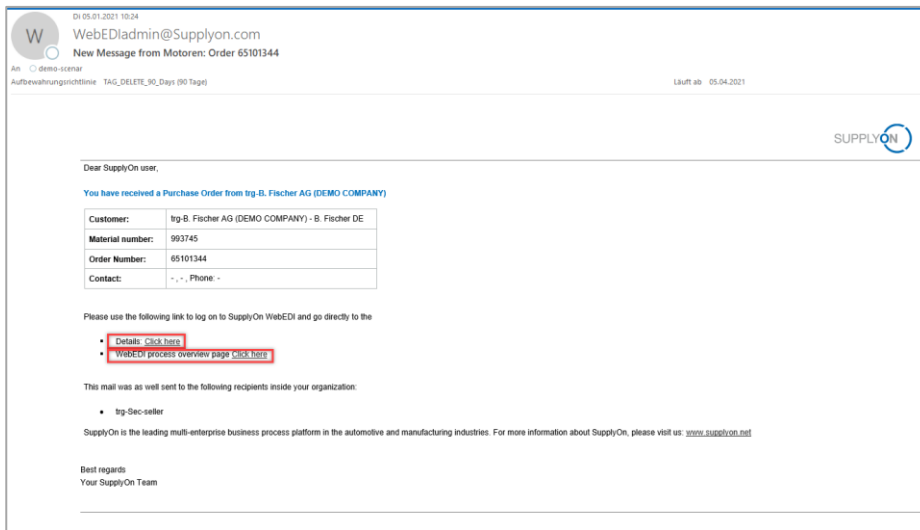 Di 05.01.2021 10:24
W
WebEDIadmin@Supplyon.com
New Message from Motoren: Order 65101344
An demo-scenar
Aufbewahrungsrichtlinie TAG_DELETE_90_Days (90 Tage) Läuft ab 05.04.2021
SUPPLYON
Dear SupplyOn user,
You have received a Purchase Order from trg-B. Fischer AG (DEMO COMPANY)
Customer: trg-B. Fischer AG (DEMO COMPANY) - B. Fischer DE
Material number: 993745
Order Number: 65101344
Contact: - , - , Phone: -
Please use the following link to log on to SupplyOn WebEDI and go directly to the
• Details: Click here
• WebEDI process overview page Click here
This mail was as well sent to the following recipients inside your organization:
• trg-Sec-seller
SupplyOn is the leading multi-enterprise business process platform in the automotive and manufacturing industries. For more information about SupplyOn, please visit us: www.supplyon.net
Best regards
Your SupplyOn Team